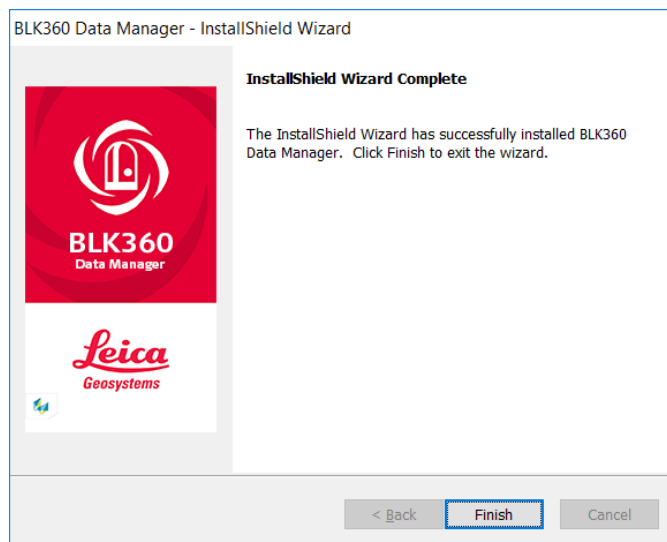 BLK360 Data Manager - InstallShield Wizard
InstallShield Wizard Complete
The InstallShield Wizard has successfully installed BLK360
Data Manager. Click Finish to exit the wizard.
BLK360
Data Manager
Leica
Geosystems
< Back
Finish
Cancel